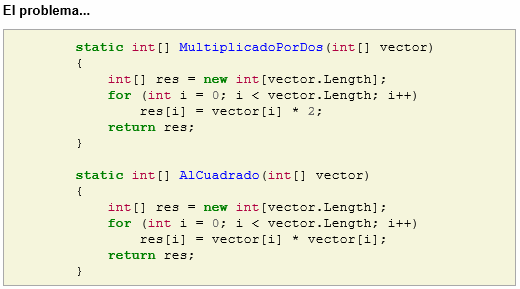 El problema...
static int[] MultiplicadoPorDos(int[] vector)
{
int[] res = new int[vector.Length];
for (int i = 0; i < vector.Length; i++)
res[i] = vector[i] * 2;
return res;
}
static int[] AlCuadrado(int[] vector)
{
int[] res = new int[vector.Length];
for (int i = 0; i < vector.Length; i++)
res[i] = vector[i] * vector[i];
return res;
}